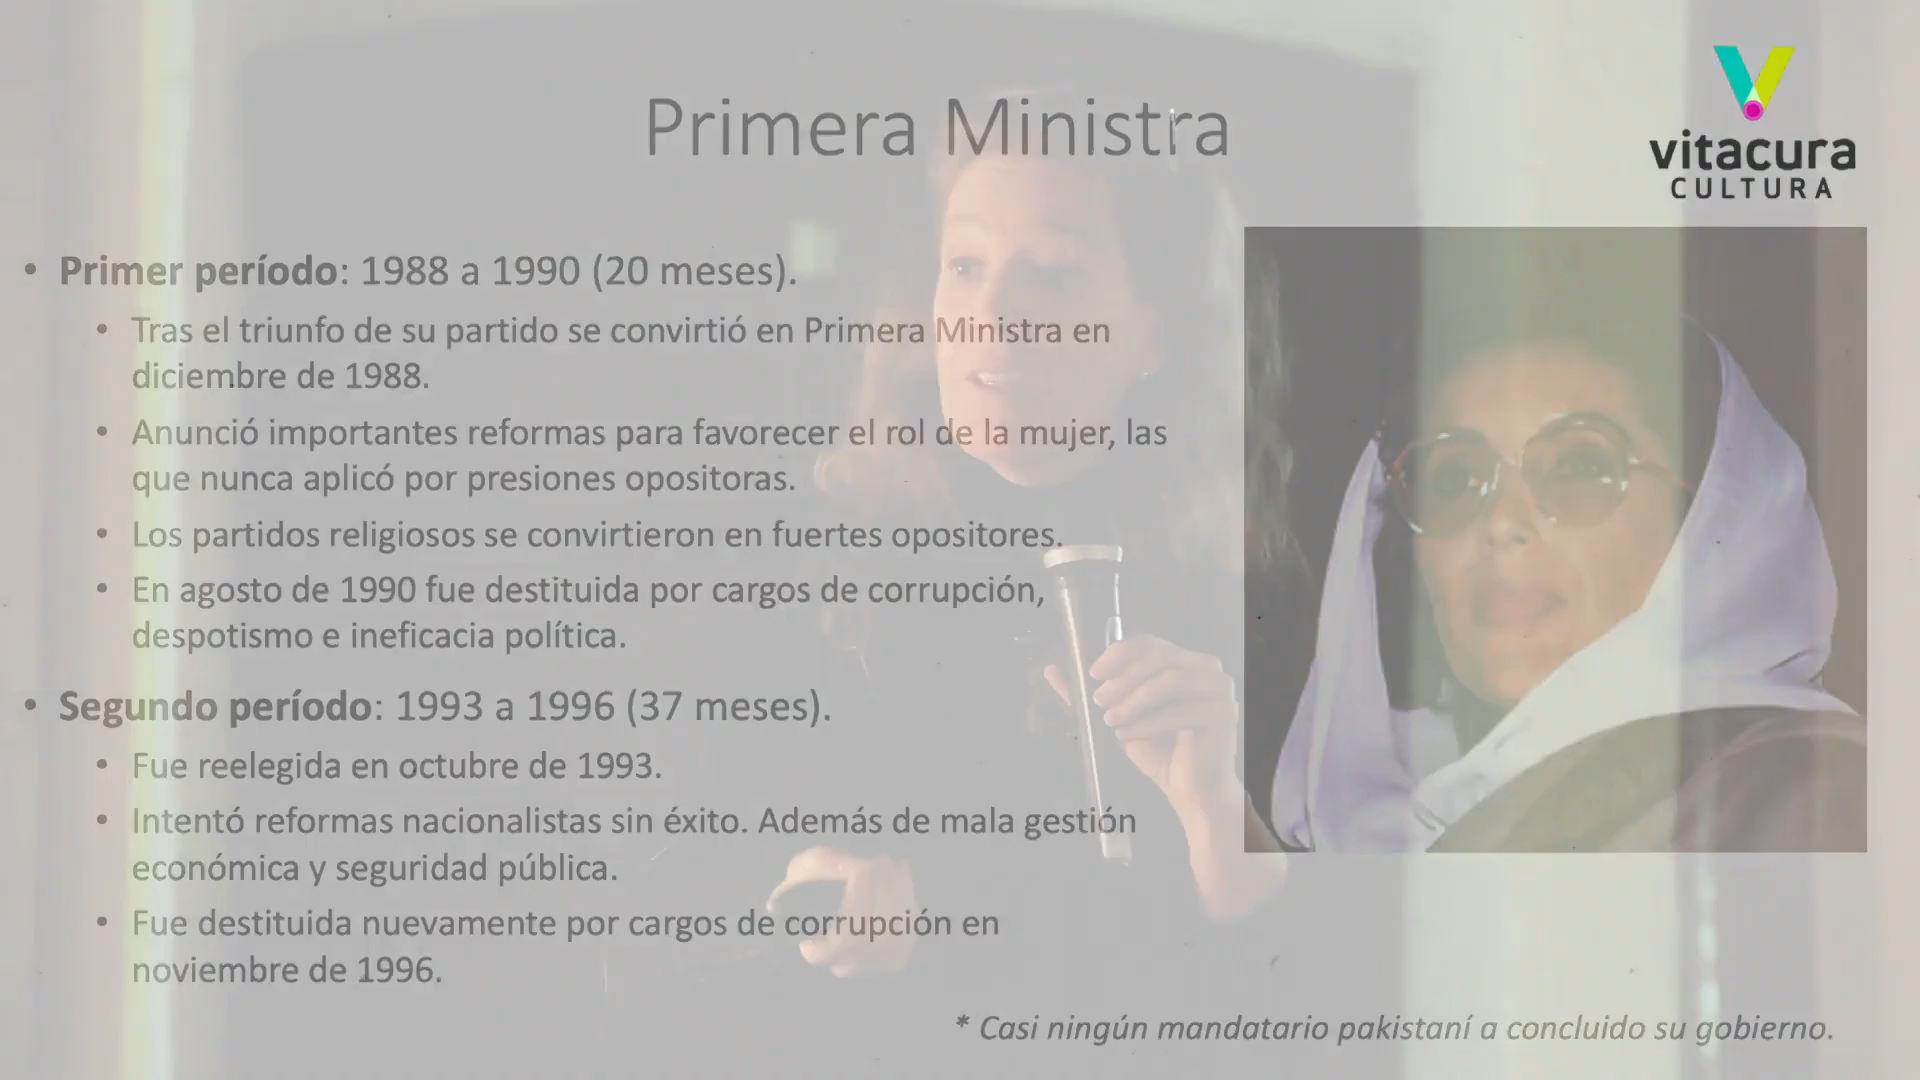 Primera Ministra
vitacura
CULTURA
• Primer período: 1988 a 1990 (20 meses).
• Tras el triunfo de su partido se convirtió en Primera Ministra en
diciembre de 1988.
• Anunció importantes reformas para favorecer el rol de la mujer, las
que nunca aplicó por presiones opositoras.
• Los partidos religiosos se convirtieron en fuertes opositores.
• En agosto de 1990 fue destituida por cargos de corrupción,
despotismo e ineficacia política.
• Segundo período: 1993 a 1996 (37 meses).
• Fue reelegida en octubre de 1993.
• Intentó reformas nacionalistas sin éxito. Además de mala gestión
económica y seguridad pública.
• Fue destituida nuevamente por cargos de corrupción en
noviembre de 1996.
* Casi ningún mandatario pakistaní a concluido su gobierno.